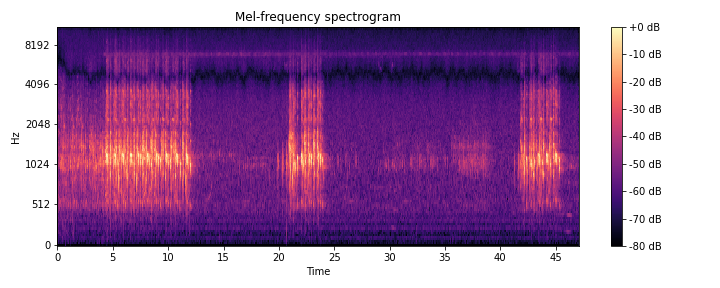 Mel-frequency spectrogram
+0 dB
8192
-10 dB
4096
-20 dB
-30 dB
Hz
2048
-40 dB
1024
-50 dB
-60 dB
512
-70 dB
0
-80 dB
0 5 10 15 20 25 30 35 40 45
Time